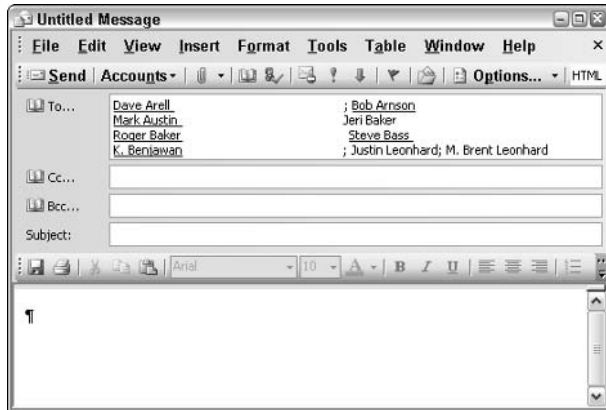 Untitled Message
File Edit View Insert Format Tools Table Window Help
Send Accounts Options... HTML
To... Dave Arell ; Bob Arnson
Mark Austin Jeri Baker
Roger Baker Steve Bass
K. Benjawan ; Justin Leonhard; M. Brent Leonhard
Cc...
Bcc...
Subject:
Arial 10 A B I U
¶